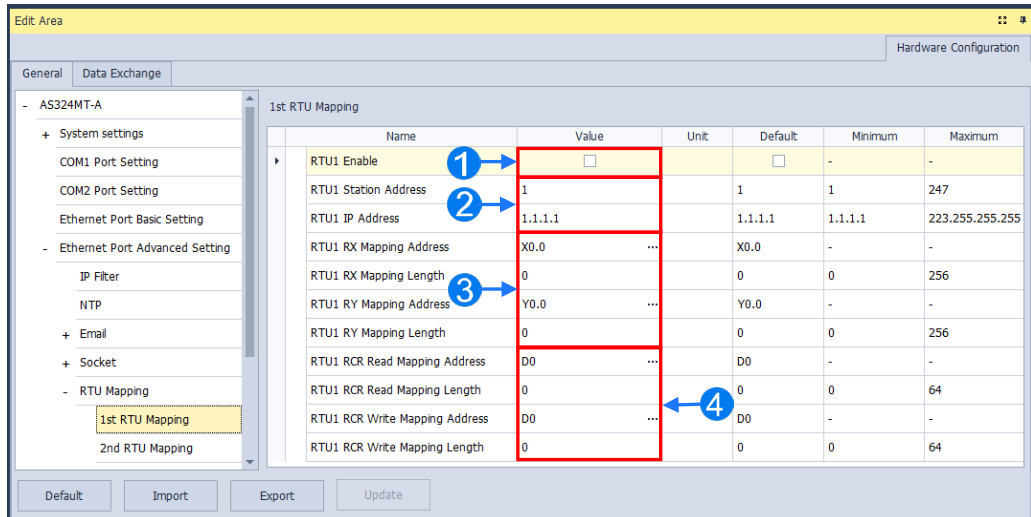 Edit Area
Hardware Configuration
General Data Exchange
- AS324MT-A
+ System settings
COM1 Port Setting
COM2 Port Setting
Ethernet Port Basic Setting
- Ethernet Port Advanced Setting
IP Filter
NTP
+ Email
+ Socket
- RTU Mapping
1st RTU Mapping
2nd RTU Mapping
1st RTU Mapping
Name Value Unit Default Minimum Maximum
RTU1 Enable 1 - -
RTU1 Station Address 1 1 1 247
2
RTU1 IP Address 1.1.1.1 1.1.1.1 1.1.1.1 223.255.255.255
RTU1 RX Mapping Address X0.0 ... X0.0 - -
RTU1 RX Mapping Length 0 0 0 256
3
RTU1 RY Mapping Address Y0.0 ... Y0.0 - -
RTU1 RY Mapping Length 0 0 0 256
RTU1 RCR Read Mapping Address D0 ... D0 - -
RTU1 RCR Read Mapping Length 0 0 0 64
4
RTU1 RCR Write Mapping Address D0 ... D0 - -
RTU1 RCR Write Mapping Length 0 0 0 64
Default Import Export Update